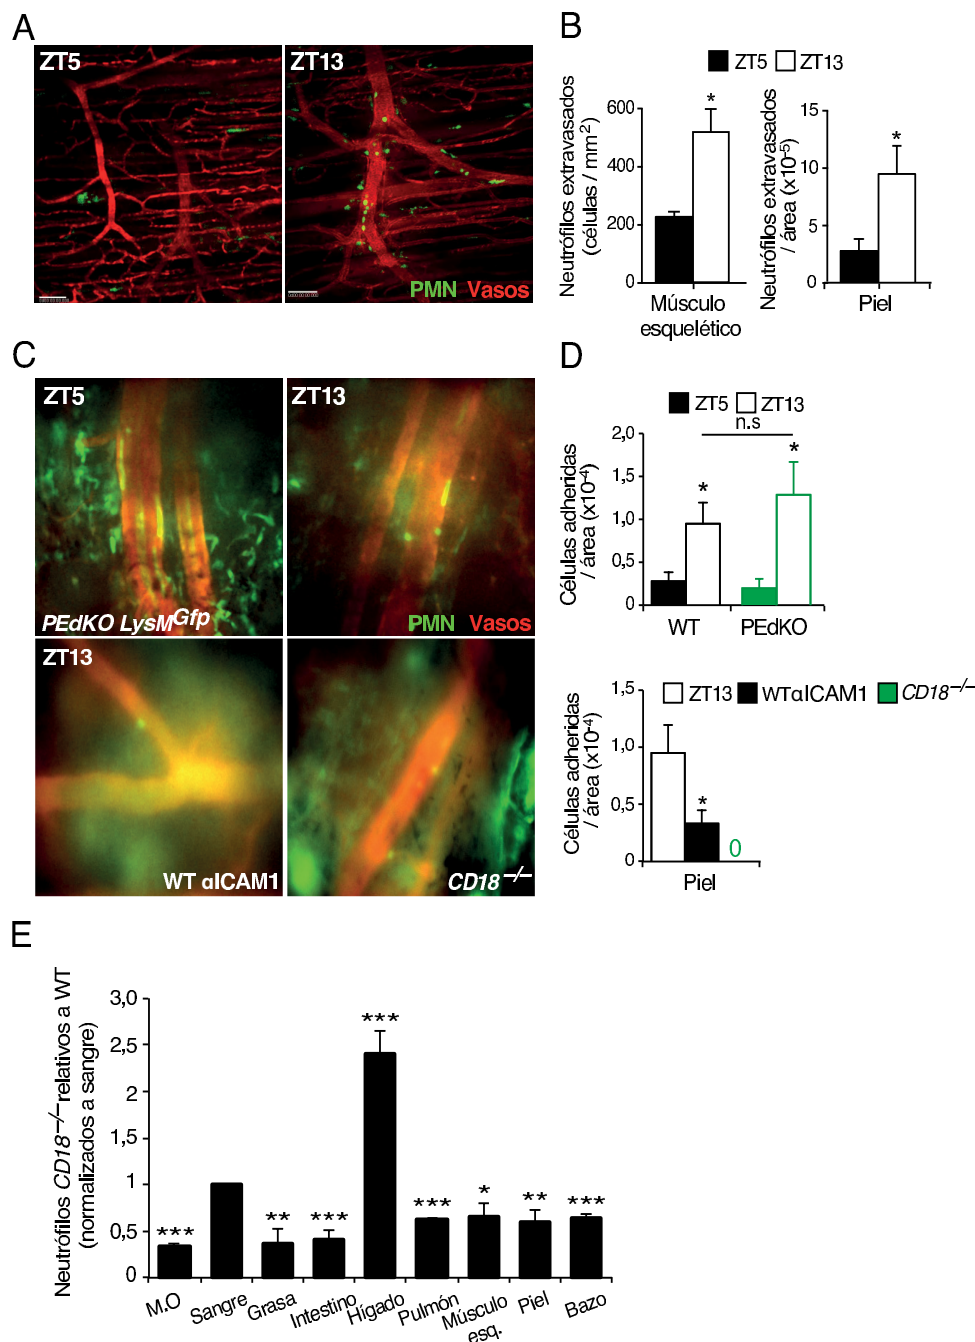 A
ZT5
ZT13
PMN Vasos
B
ZT5 ZT13
Neutrófilos extravasados
(células / mm2)
600
400
200
0
*
Músculo
esquelético
Neutrófilos extravasados
/ área (x10-5)
15
10
5
0
*
Piel
C
ZT5
PEdKO LysMGfp
ZT13
PMN Vasos
ZT13
WT αICAM1
CD18–/–
D
ZT5 ZT13
n.s
Células adheridas
/ área (x10-4)
2,0
1,0
0,5
0
*
*
WT PEdKO
ZT13 WTαICAM1 CD18–/–
Células adheridas
/ área (x10-4)
1,5
1,0
0,5
0
*
0
Piel
E
Neutrófilos CD18–/– relativos a WT
(normalizados a sangre)
3,0
2,5
2
1,5
1
0,5
0
*** ** *** *** *** * ** ***
M.O Sangre Grasa Intestino Hígado Pulmón Músculo esq. Piel Bazo